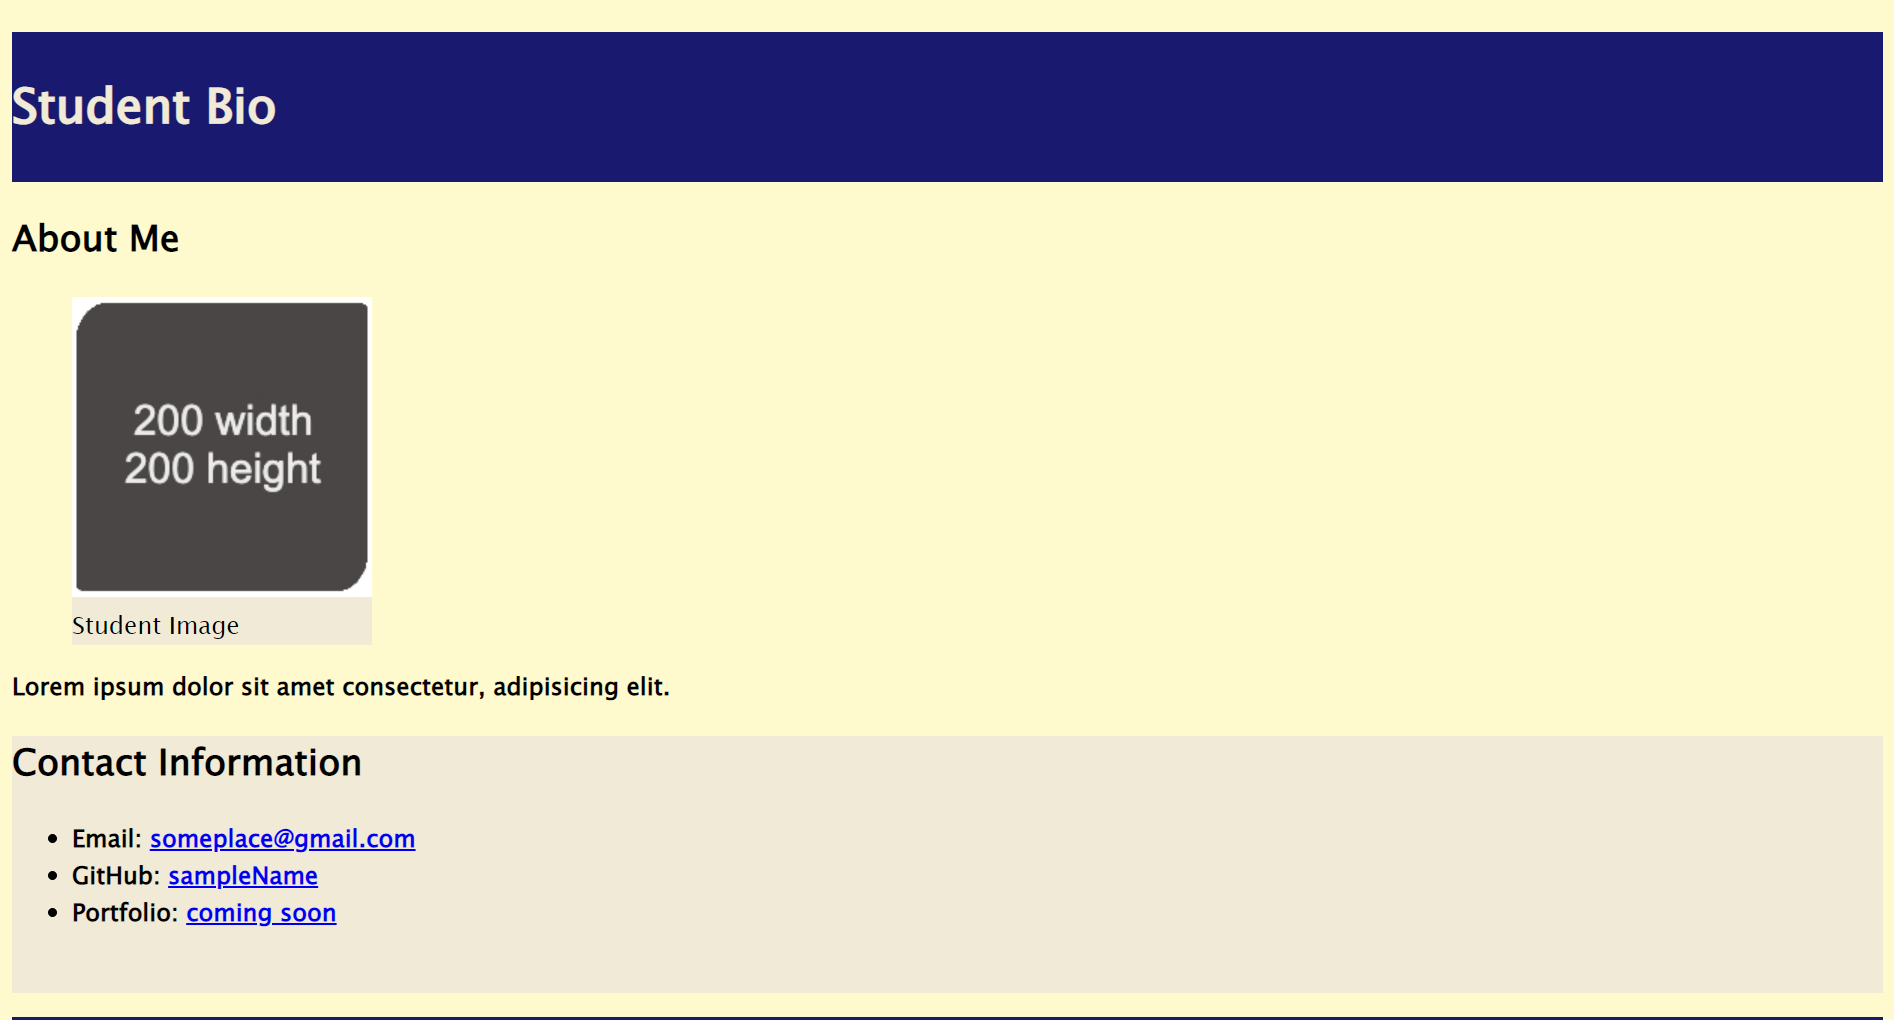 Student Bio
About Me
200 width
200 height
Student Image
Lorem ipsum dolor sit amet consectetur, adipisicing elit.
Contact Information
Email: someplace@gmail.com
GitHub: sampleName
Portfolio: coming soon